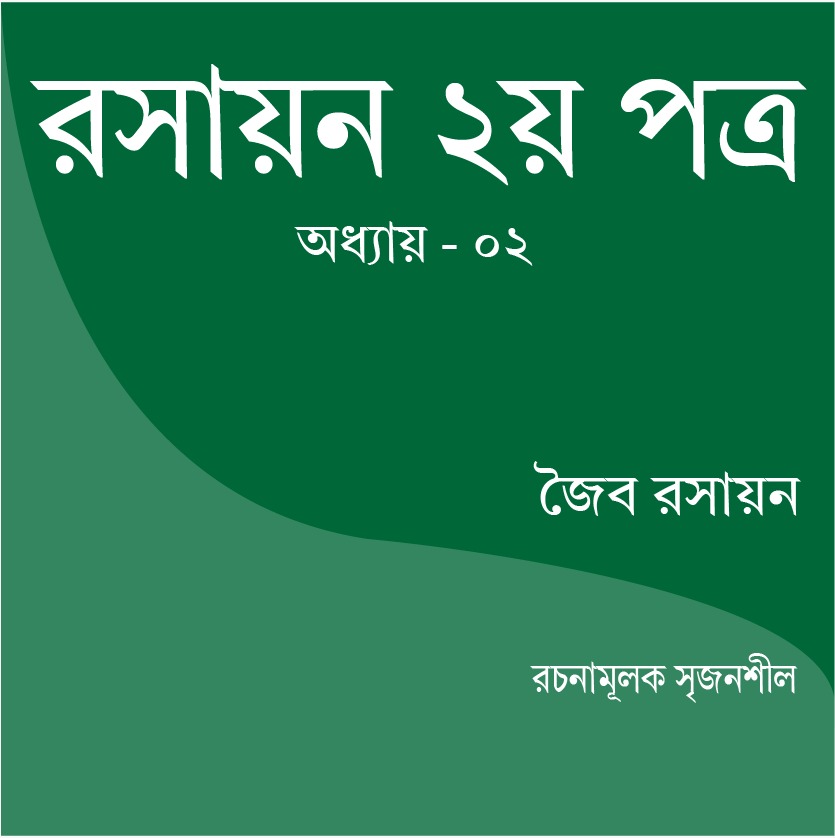 রসায়ন ২য় পত্র
অধ্যায় - ০২
জৈব রসায়ন
রচনামূলক সৃজনশীল